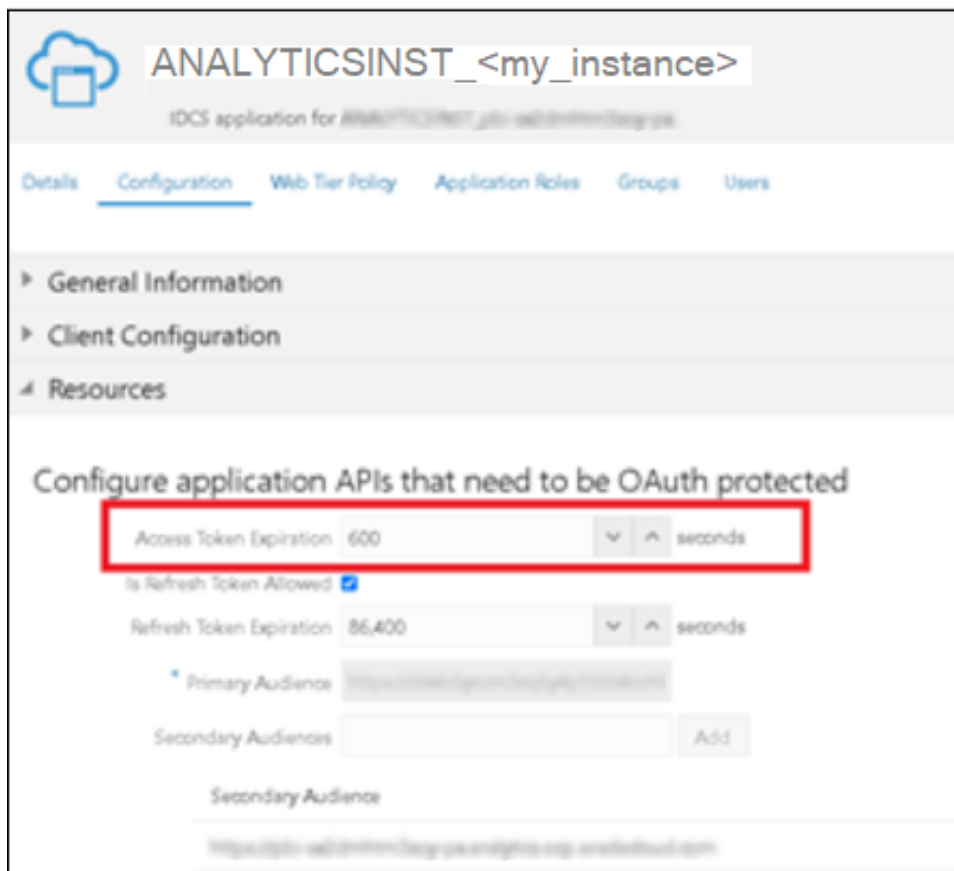 ANALYTICSINST_<my_instance>
IDCS application for
Details Configuration Web Tier Policy Application Roles Groups Users
General Information
Client Configuration
Resources
Configure application APIs that need to be OAuth protected
Access Token Expiration 600 seconds
Is Refresh Token Allowed
Refresh Token Expiration 86,400 seconds
* Primary Audience
Secondary Audiences Add
Secondary Audience